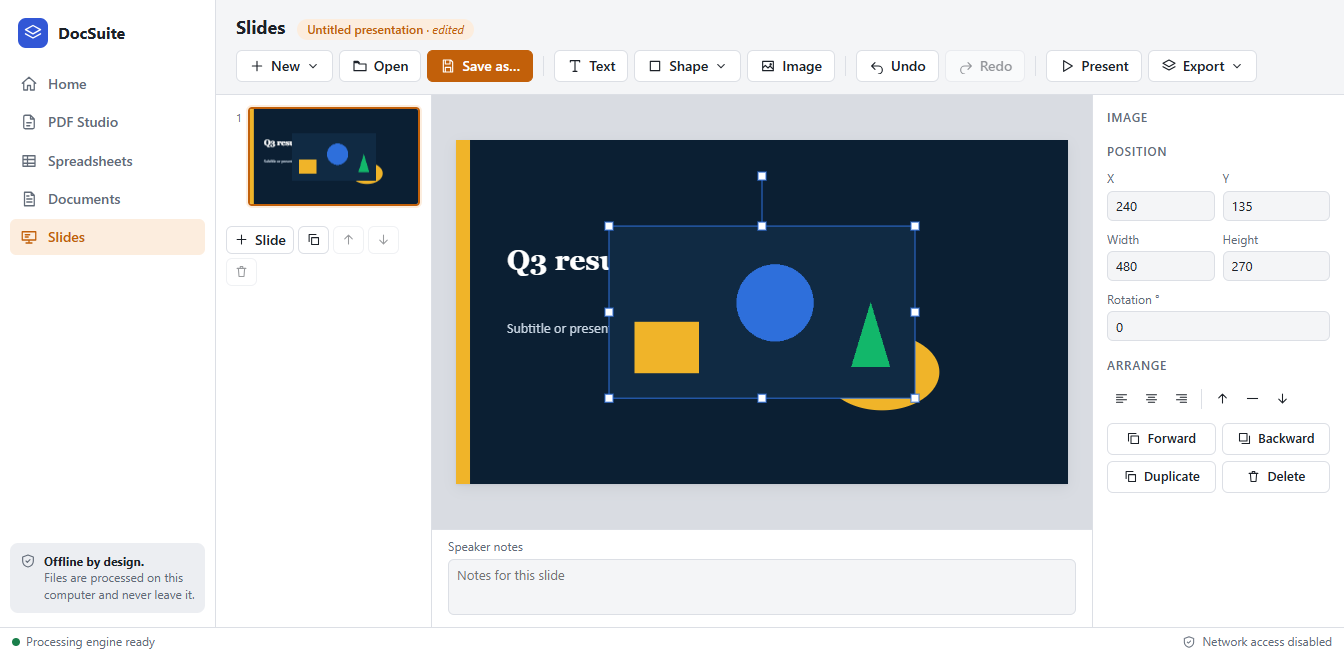 DocSuite
Home
PDF Studio
Spreadsheets
Documents
Slides
Offline by design.
Files are processed on this
computer and never leave it.
Slides
Untitled presentation · edited
New
Open
Save as...
Text
Shape
Image
Undo
Redo
Present
Export
1
Slide
Q3 resu
Subtitle or presen
Speaker notes
Notes for this slide
IMAGE
POSITION
X Y
240 135
Width Height
480 270
Rotation °
0
ARRANGE
Forward Backward
Duplicate Delete
Processing engine ready
Network access disabled